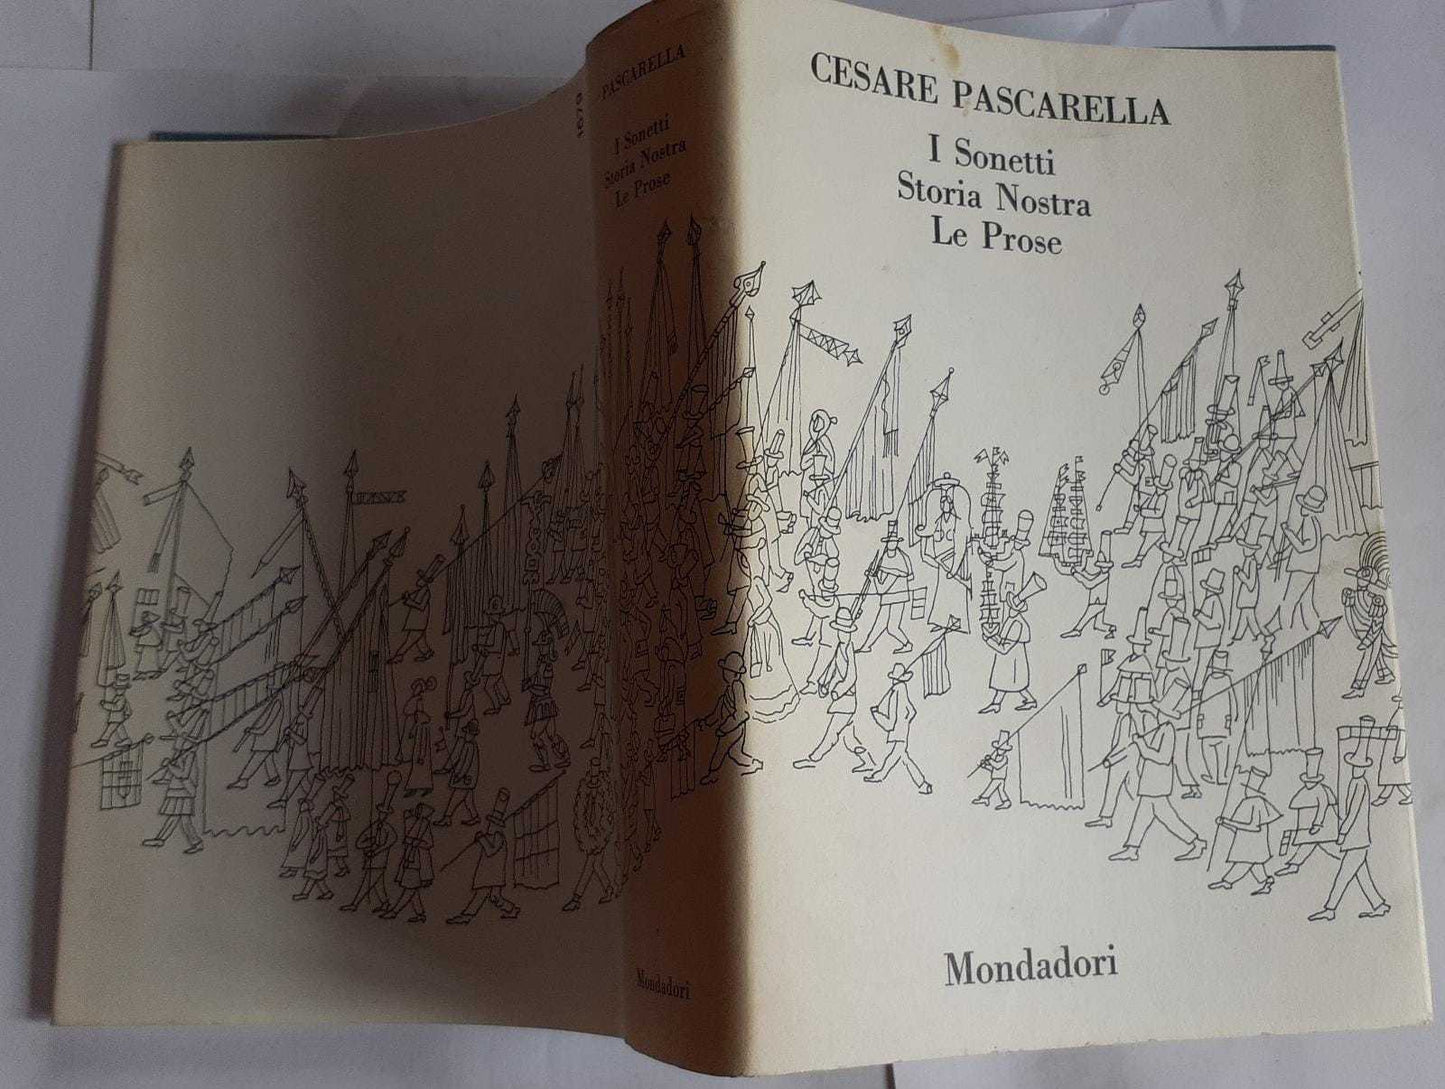 CESARE PASCARELLA
I Sonetti
Storia Nostra
Le Prose
Mondadori
PASCARELLA
I Sonetti
Storia Nostra
Le Prose
Mondadori